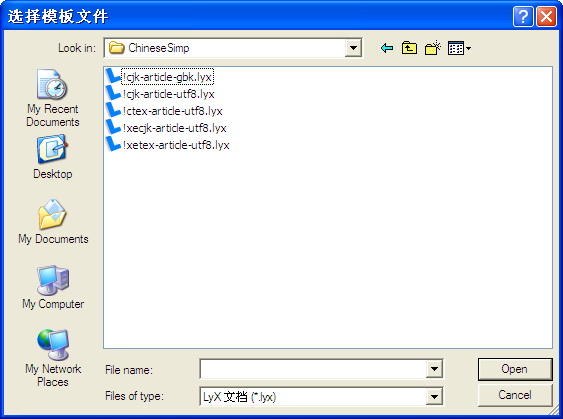 选择模板文件
Look in: ChineseSimp
!cjk-article-gbk.lyx
!cjk-article-utf8.lyx
!ctex-article-utf8.lyx
!xecjk-article-utf8.lyx
!xetex-article-utf8.lyx
My Recent
Documents
Desktop
My Documents
My Computer
My Network
Places
File name:
Open
Files of type: LyX 文档 (*.lyx)
Cancel